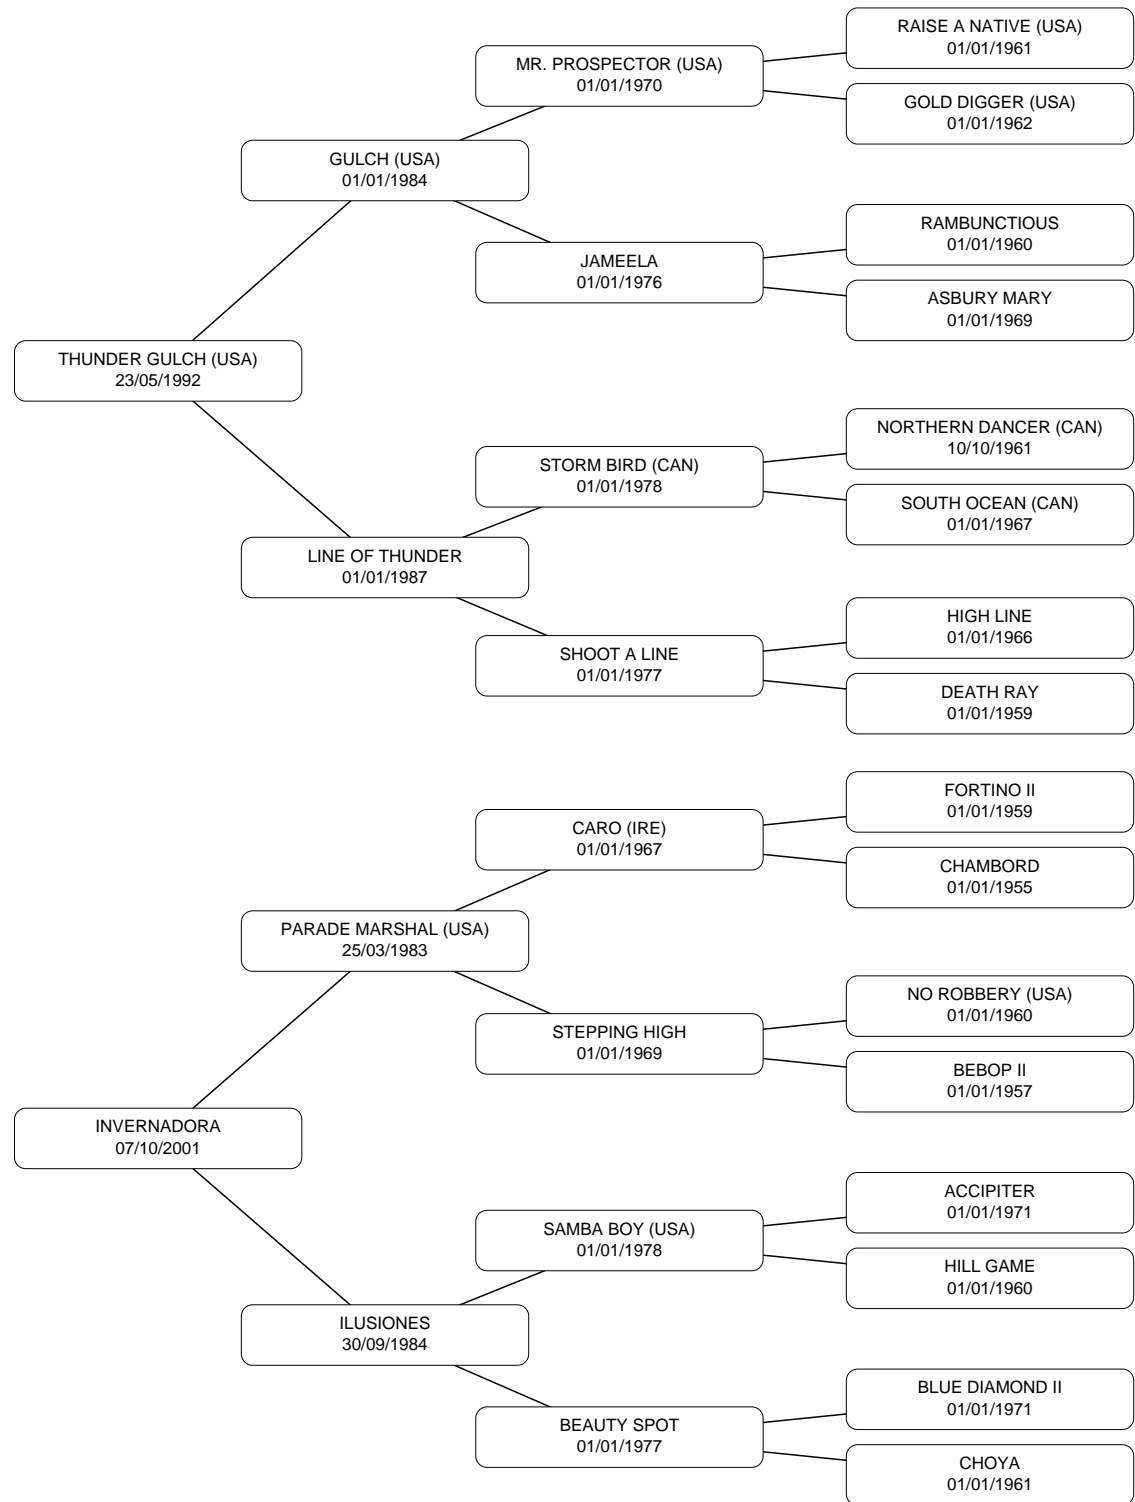 RAISE A NATIVE (USA)
01/01/1961
MR. PROSPECTOR (USA)
01/01/1970
GOLD DIGGER (USA)
01/01/1962
GULCH (USA)
01/01/1984
RAMBUNCTIOUS
01/01/1960
JAMEELA
01/01/1976
ASBURY MARY
01/01/1969
THUNDER GULCH (USA)
23/05/1992
NORTHERN DANCER (CAN)
10/10/1961
STORM BIRD (CAN)
01/01/1978
SOUTH OCEAN (CAN)
01/01/1967
LINE OF THUNDER
01/01/1987
HIGH LINE
01/01/1966
SHOOT A LINE
01/01/1977
DEATH RAY
01/01/1959
FORTINO II
01/01/1959
CARO (IRE)
01/01/1967
CHAMBORD
01/01/1955
PARADE MARSHAL (USA)
25/03/1983
NO ROBBERY (USA)
01/01/1960
STEPPING HIGH
01/01/1969
BEBOP II
01/01/1957
INVERNADORA
07/10/2001
ACCIPITER
01/01/1971
SAMBA BOY (USA)
01/01/1978
HILL GAME
01/01/1960
ILUSIONES
30/09/1984
BLUE DIAMOND II
01/01/1971
BEAUTY SPOT
01/01/1977
CHOYA
01/01/1961